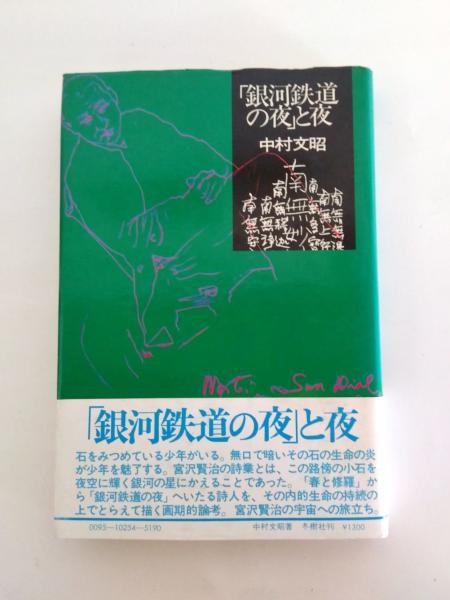 「銀河鉄道
の夜」と夜
中村文昭
南無妙
「銀河鉄道の夜」と夜
石をみつめている少年がいる。無口で暗いその石の生命の炎
が少年を魅了する。宮沢賢治の詩業とは、この路傍の小石を
夜空に輝く銀河の星にかえることであった。「春と修羅」か
ら「銀河鉄道の夜」へいたる詩人を、その内的生命の持続の
上でとらえて描く画期的論考。宮沢賢治の宇宙への旅立ち。
0095-10254-5190
中村文昭著 冬樹社刊 ¥1300